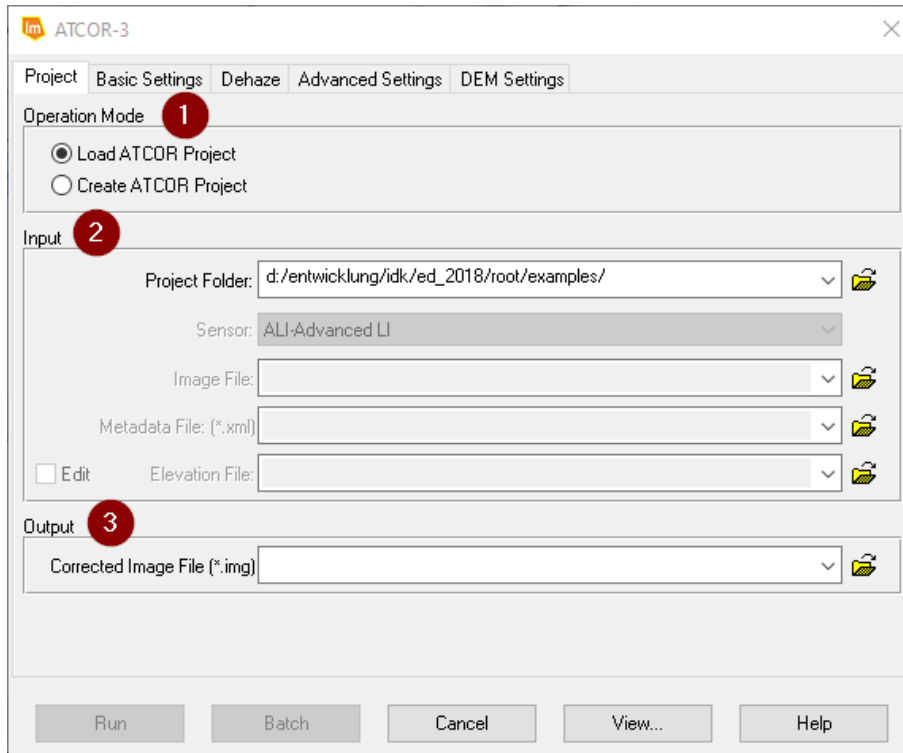 Im ATCOR-3
Project Basic Settings Dehaze Advanced Settings DEM Settings
Operation Mode 1
Load ATCOR Project
Create ATCOR Project
Input 2
Project Folder: d:/entwicklung/idk/ed_2018/root/examples/
Sensor: ALI-Advanced LI
Image File:
Metadata File: (*.xml)
Edit Elevation File:
Output 3
Corrected Image File (*.img)
Run Batch Cancel View... Help